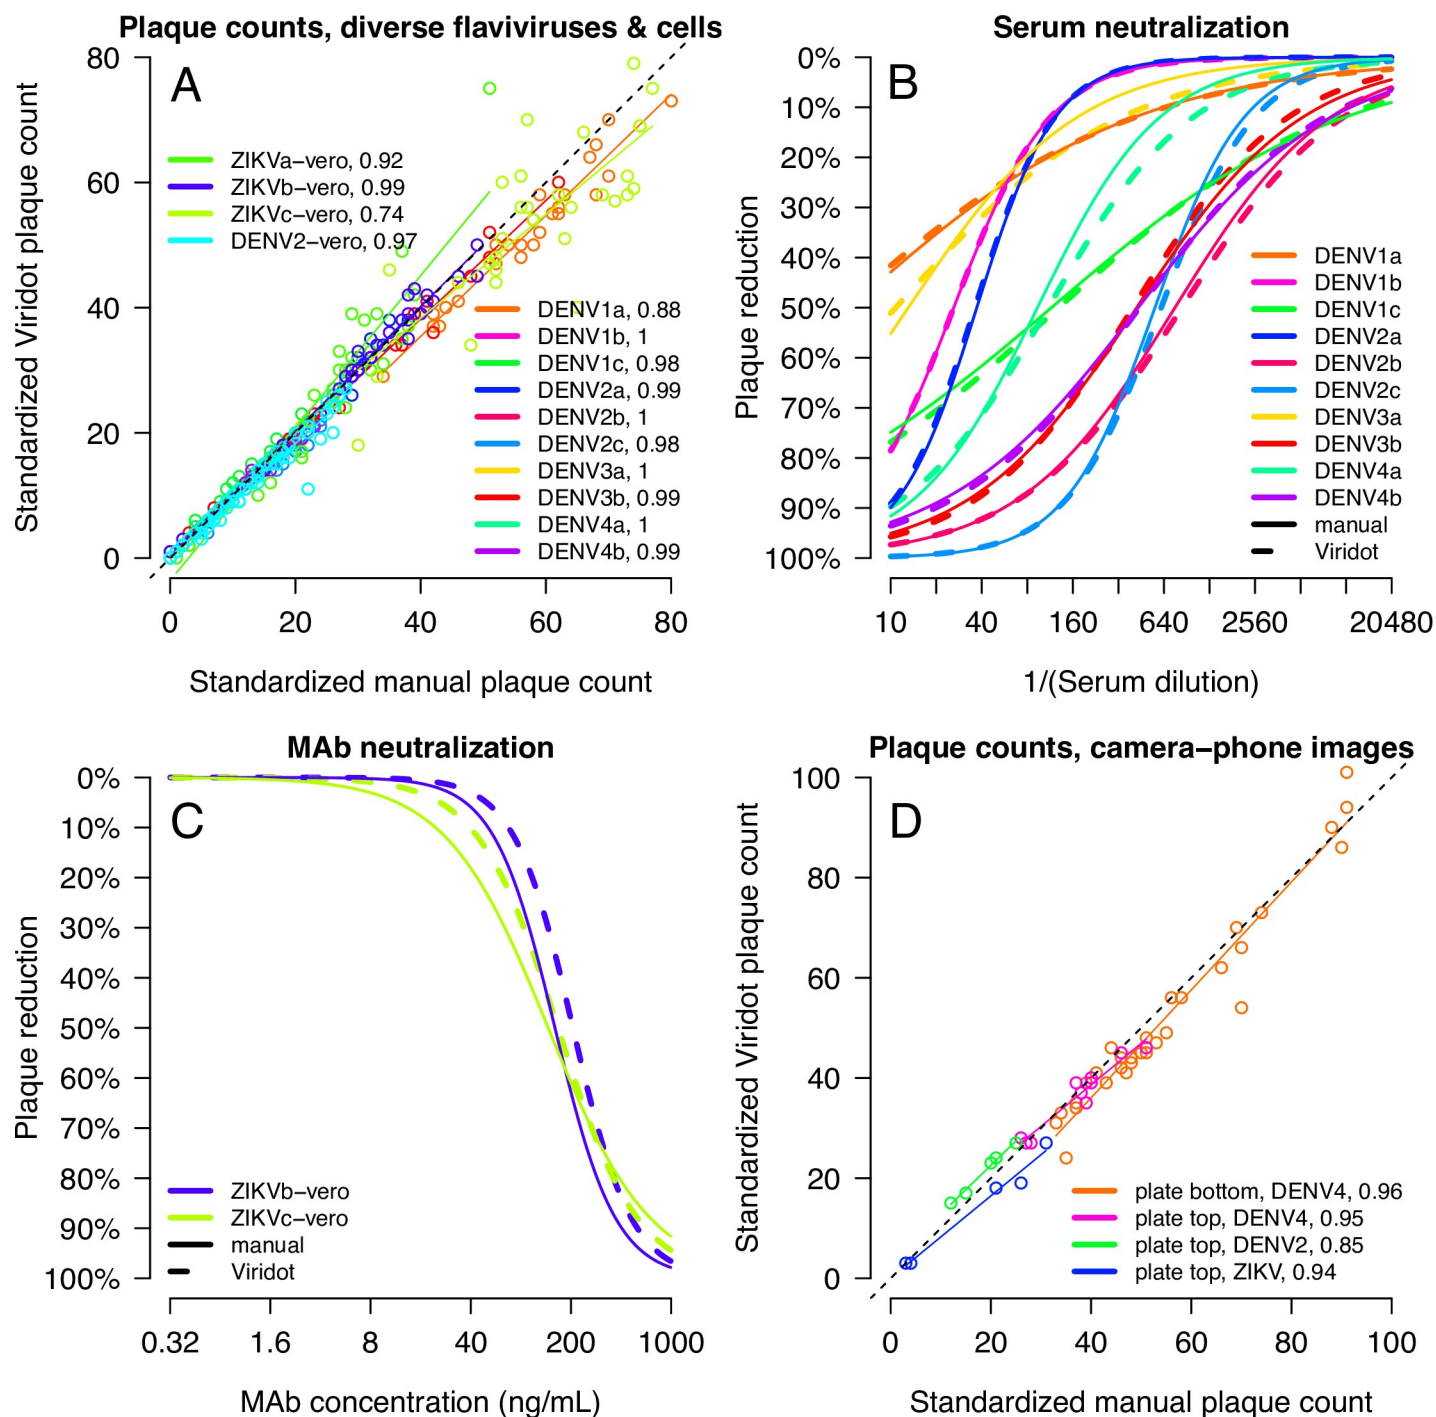 Plaque counts, diverse flaviviruses & cells
A
Standardized Viridot plaque count
80
60
40
20
0
ZIKVa−vero, 0.92
ZIKVb−vero, 0.99
ZIKVc−vero, 0.74
DENV2−vero, 0.97
DENV1a, 0.88
DENV1b, 1
DENV1c, 0.98
DENV2a, 0.99
DENV2b, 1
DENV2c, 0.98
DENV3a, 1
DENV3b, 0.99
DENV4a, 1
DENV4b, 0.99
0 20 40 60 80
Standardized manual plaque count
Serum neutralization
B
Plaque reduction
0%
10%
20%
30%
40%
50%
60%
70%
80%
90%
100%
DENV1a
DENV1b
DENV1c
DENV2a
DENV2b
DENV2c
DENV3a
DENV3b
DENV4a
DENV4b
manual
Viridot
10 40 160 640 2560 20480
1/(Serum dilution)
MAb neutralization
C
Plaque reduction
0%
10%
20%
30%
40%
50%
60%
70%
80%
90%
100%
ZIKVb−vero
ZIKVc−vero
manual
Viridot
0.32 1.6 8 40 200 1000
MAb concentration (ng/mL)
Plaque counts, camera−phone images
D
Standardized Viridot plaque count
100
80
60
40
20
0
plate bottom, DENV4, 0.96
plate top, DENV4, 0.95
plate top, DENV2, 0.85
plate top, ZIKV, 0.94
0 20 40 60 80 100
Standardized manual plaque count